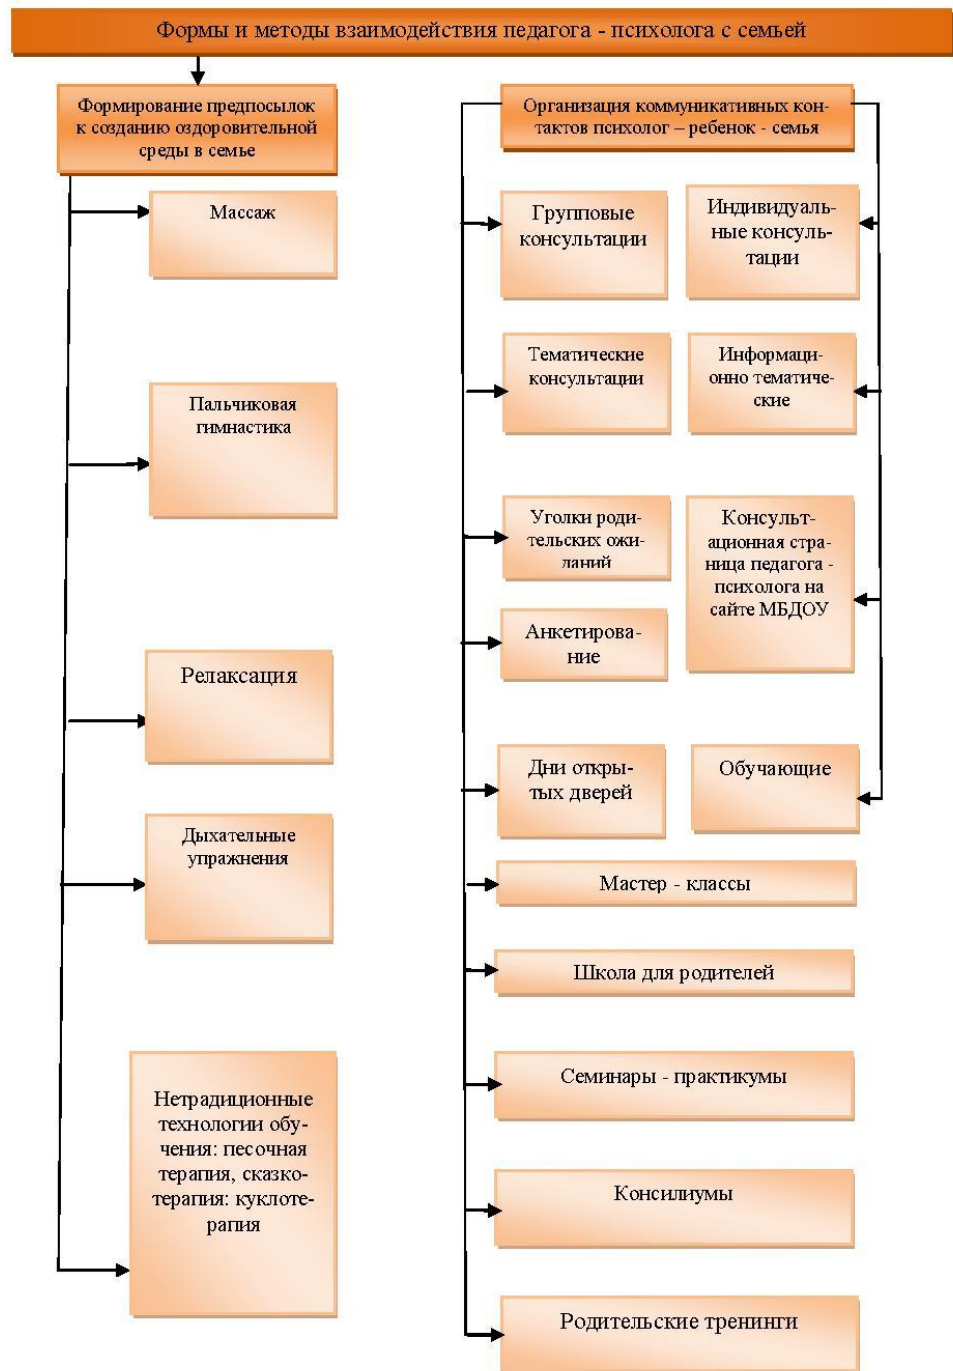 Формы и методы взаимодействия педагога - психолога с семьей
Формирование предпосылок
к созданию оздоровительной
среды в семье
Массаж
Пальчиковая
гимнастика
Релаксация
Дыхательные
упражнения
Нетрадиционные
технологии обу-
чения: песочная
терапия, сказко-
терапия: куклоте-
рапия
Организация коммуникативных кон-
тактов психолог – ребенок - семья
Групповые
консультации
Индивидуаль-
ные консуль-
тации
Тематические
консультации
Информаци-
онно тематиче-
ские
Уголки роди-
тельских ожи-
даний
Консульт-
ационная стра-
ница педагога -
психолога на
сайте МБДОУ
Анкетирова-
ние
Дни откры-
тых дверей
Обучающие
Мастер - классы
Школа для родителей
Семинары - практикумы
Консилиумы
Родительские тренинги